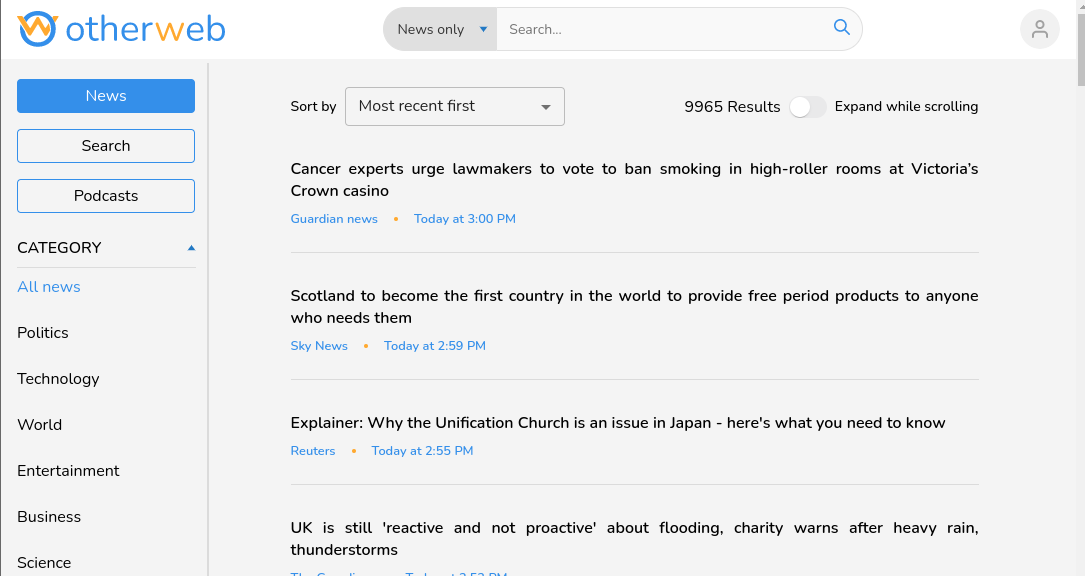 otherweb
News only
Search...
News
Search
Podcasts
CATEGORY
All news
Politics
Technology
World
Entertainment
Business
Science
Sort by
Most recent first
9965 Results
Expand while scrolling
Cancer experts urge lawmakers to vote to ban smoking in high-roller rooms at Victoria’s
Crown casino
Guardian news • Today at 3:00 PM
Scotland to become the first country in the world to provide free period products to anyone
who needs them
Sky News • Today at 2:59 PM
Explainer: Why the Unification Church is an issue in Japan - here's what you need to know
Reuters • Today at 2:55 PM
UK is still 'reactive and not proactive' about flooding, charity warns after heavy rain,
thunderstorms